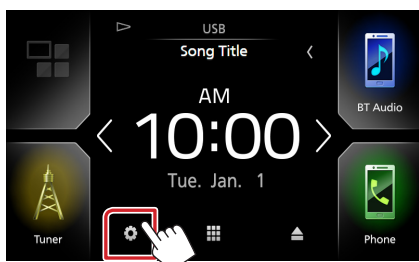 USB
Song Title
BT Audio
AM
10:00
Tue. Jan. 1
Tuner
Phone